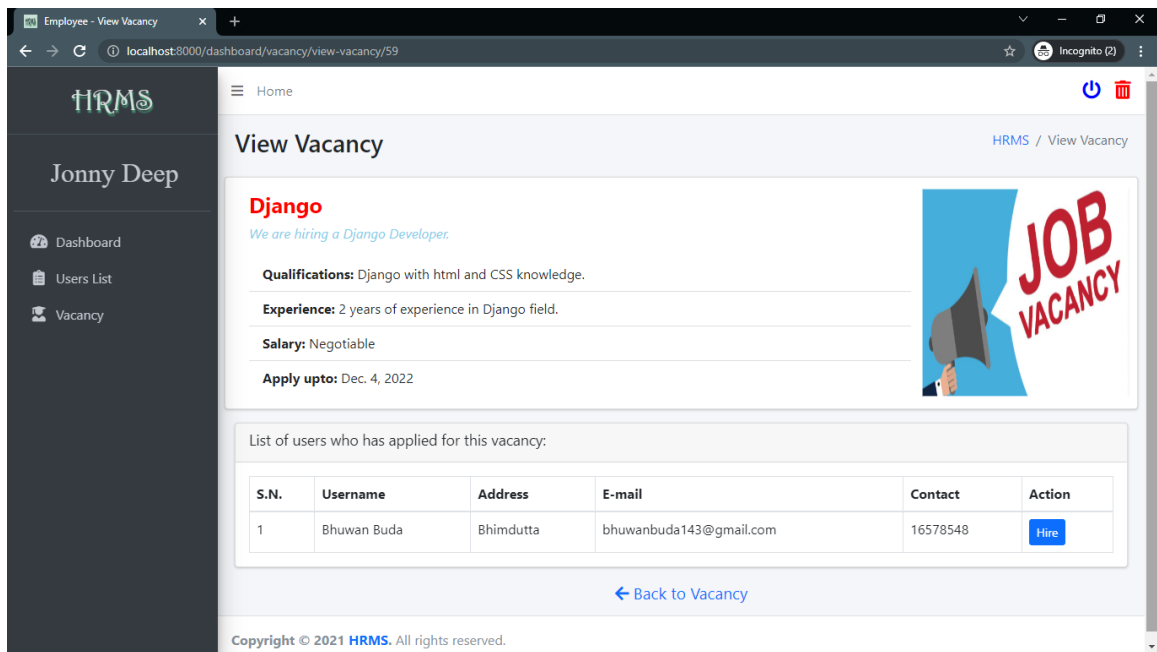 Employee - View Vacancy
localhost:8000/dashboard/vacancy/view-vacancy/59
Incognito (2)
HRMS
Home
View Vacancy
HRMS / View Vacancy
Jonny Deep
Dashboard
Users List
Vacancy
Django
We are hiring a Django Developer.
Qualifications: Django with html and CSS knowledge.
Experience: 2 years of experience in Django field.
Salary: Negotiable
Apply upto: Dec. 4, 2022
JOB
VACANCY
List of users who has applied for this vacancy:
S.N. Username Address E-mail Contact Action
1 Bhuwan Buda Bhimdutta bhuwanbuda143@gmail.com 16578548 Hire
Back to Vacancy
Copyright © 2021 HRMS. All rights reserved.